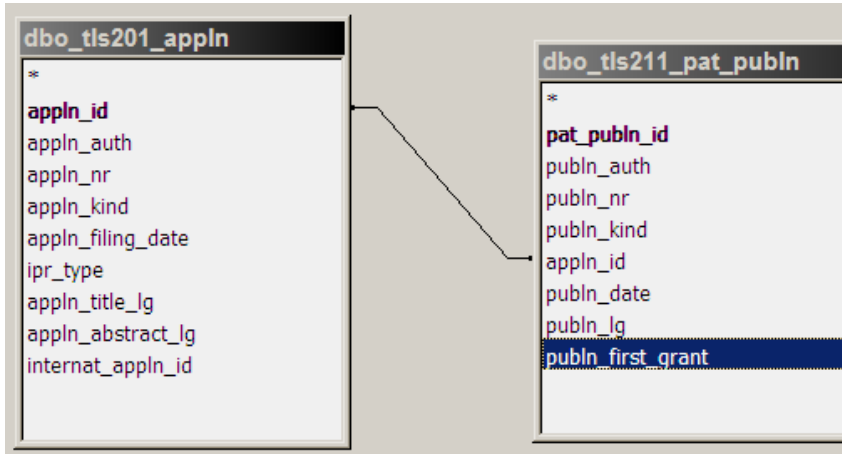 dbo_tls201_appln
*
appln_id
appln_auth
appln_nr
appln_kind
appln_filing_date
ipr_type
appln_title_lg
appln_abstract_lg
internat_appln_id
dbo_tls211_pat_publn
*
pat_publn_id
publn_auth
publn_nr
publn_kind
appln_id
publn_date
publn_lg
publn_first_grant